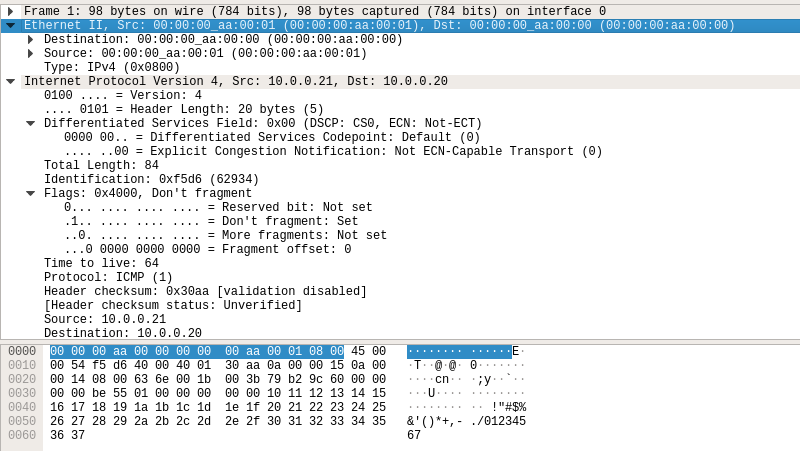 Frame 1: 98 bytes on wire (784 bits), 98 bytes captured (784 bits) on interface 0
Ethernet II, Src: 00:00:00_aa:00:01 (00:00:00:aa:00:01), Dst: 00:00:00_aa:00:00 (00:00:00:aa:00:00)
Destination: 00:00:00_aa:00:00 (00:00:00:aa:00:00)
Source: 00:00:00_aa:00:01 (00:00:00:aa:00:01)
Type: IPv4 (0x0800)
Internet Protocol Version 4, Src: 10.0.0.21, Dst: 10.0.0.20
0100 .... = Version: 4
.... 0101 = Header Length: 20 bytes (5)
Differentiated Services Field: 0x00 (DSCP: CS0, ECN: Not-ECT)
0000 00.. = Differentiated Services Codepoint: Default (0)
.... ..00 = Explicit Congestion Notification: Not ECN-Capable Transport (0)
Total Length: 84
Identification: 0xf5d6 (62934)
Flags: 0x4000, Don't fragment
0... .... .... .... = Reserved bit: Not set
.1.. .... .... .... = Don't fragment: Set
..0. .... .... .... = More fragments: Not set
...0 0000 0000 0000 = Fragment offset: 0
Time to live: 64
Protocol: ICMP (1)
Header checksum: 0x30aa [validation disabled]
[Header checksum status: Unverified]
Source: 10.0.0.21
Destination: 10.0.0.20
0000 00 00 00 aa 00 00 00 00 00 aa 00 01 08 00 45 00 ········ ······E·
0010 00 54 f5 d6 40 00 40 01 30 aa 0a 00 00 15 0a 00 ·T··@·@· 0·······
0020 00 14 08 00 63 6e 00 1b 00 3b 79 b2 9c 60 00 00 ····cn·· ·;y··`··
0030 00 00 be 55 01 00 00 00 00 00 10 11 12 13 14 15 ···U···· ········
0040 16 17 18 19 1a 1b 1c 1d 1e 1f 20 21 22 23 24 25 ········ ·· !"#$%
0050 26 27 28 29 2a 2b 2c 2d 2e 2f 30 31 32 33 34 35 &'()*+,- ./012345
0060 36 37 67